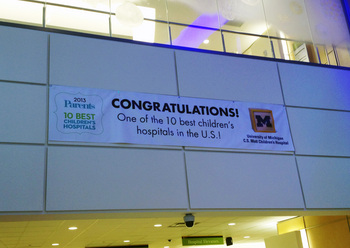 2013
Parents
10 BEST
CHILDREN'S
HOSPITALS
CONGRATULATIONS!
One of the 10 best children's
hospitals in the U.S.!
M
University of Michigan
C.S. Mott Children's Hospital